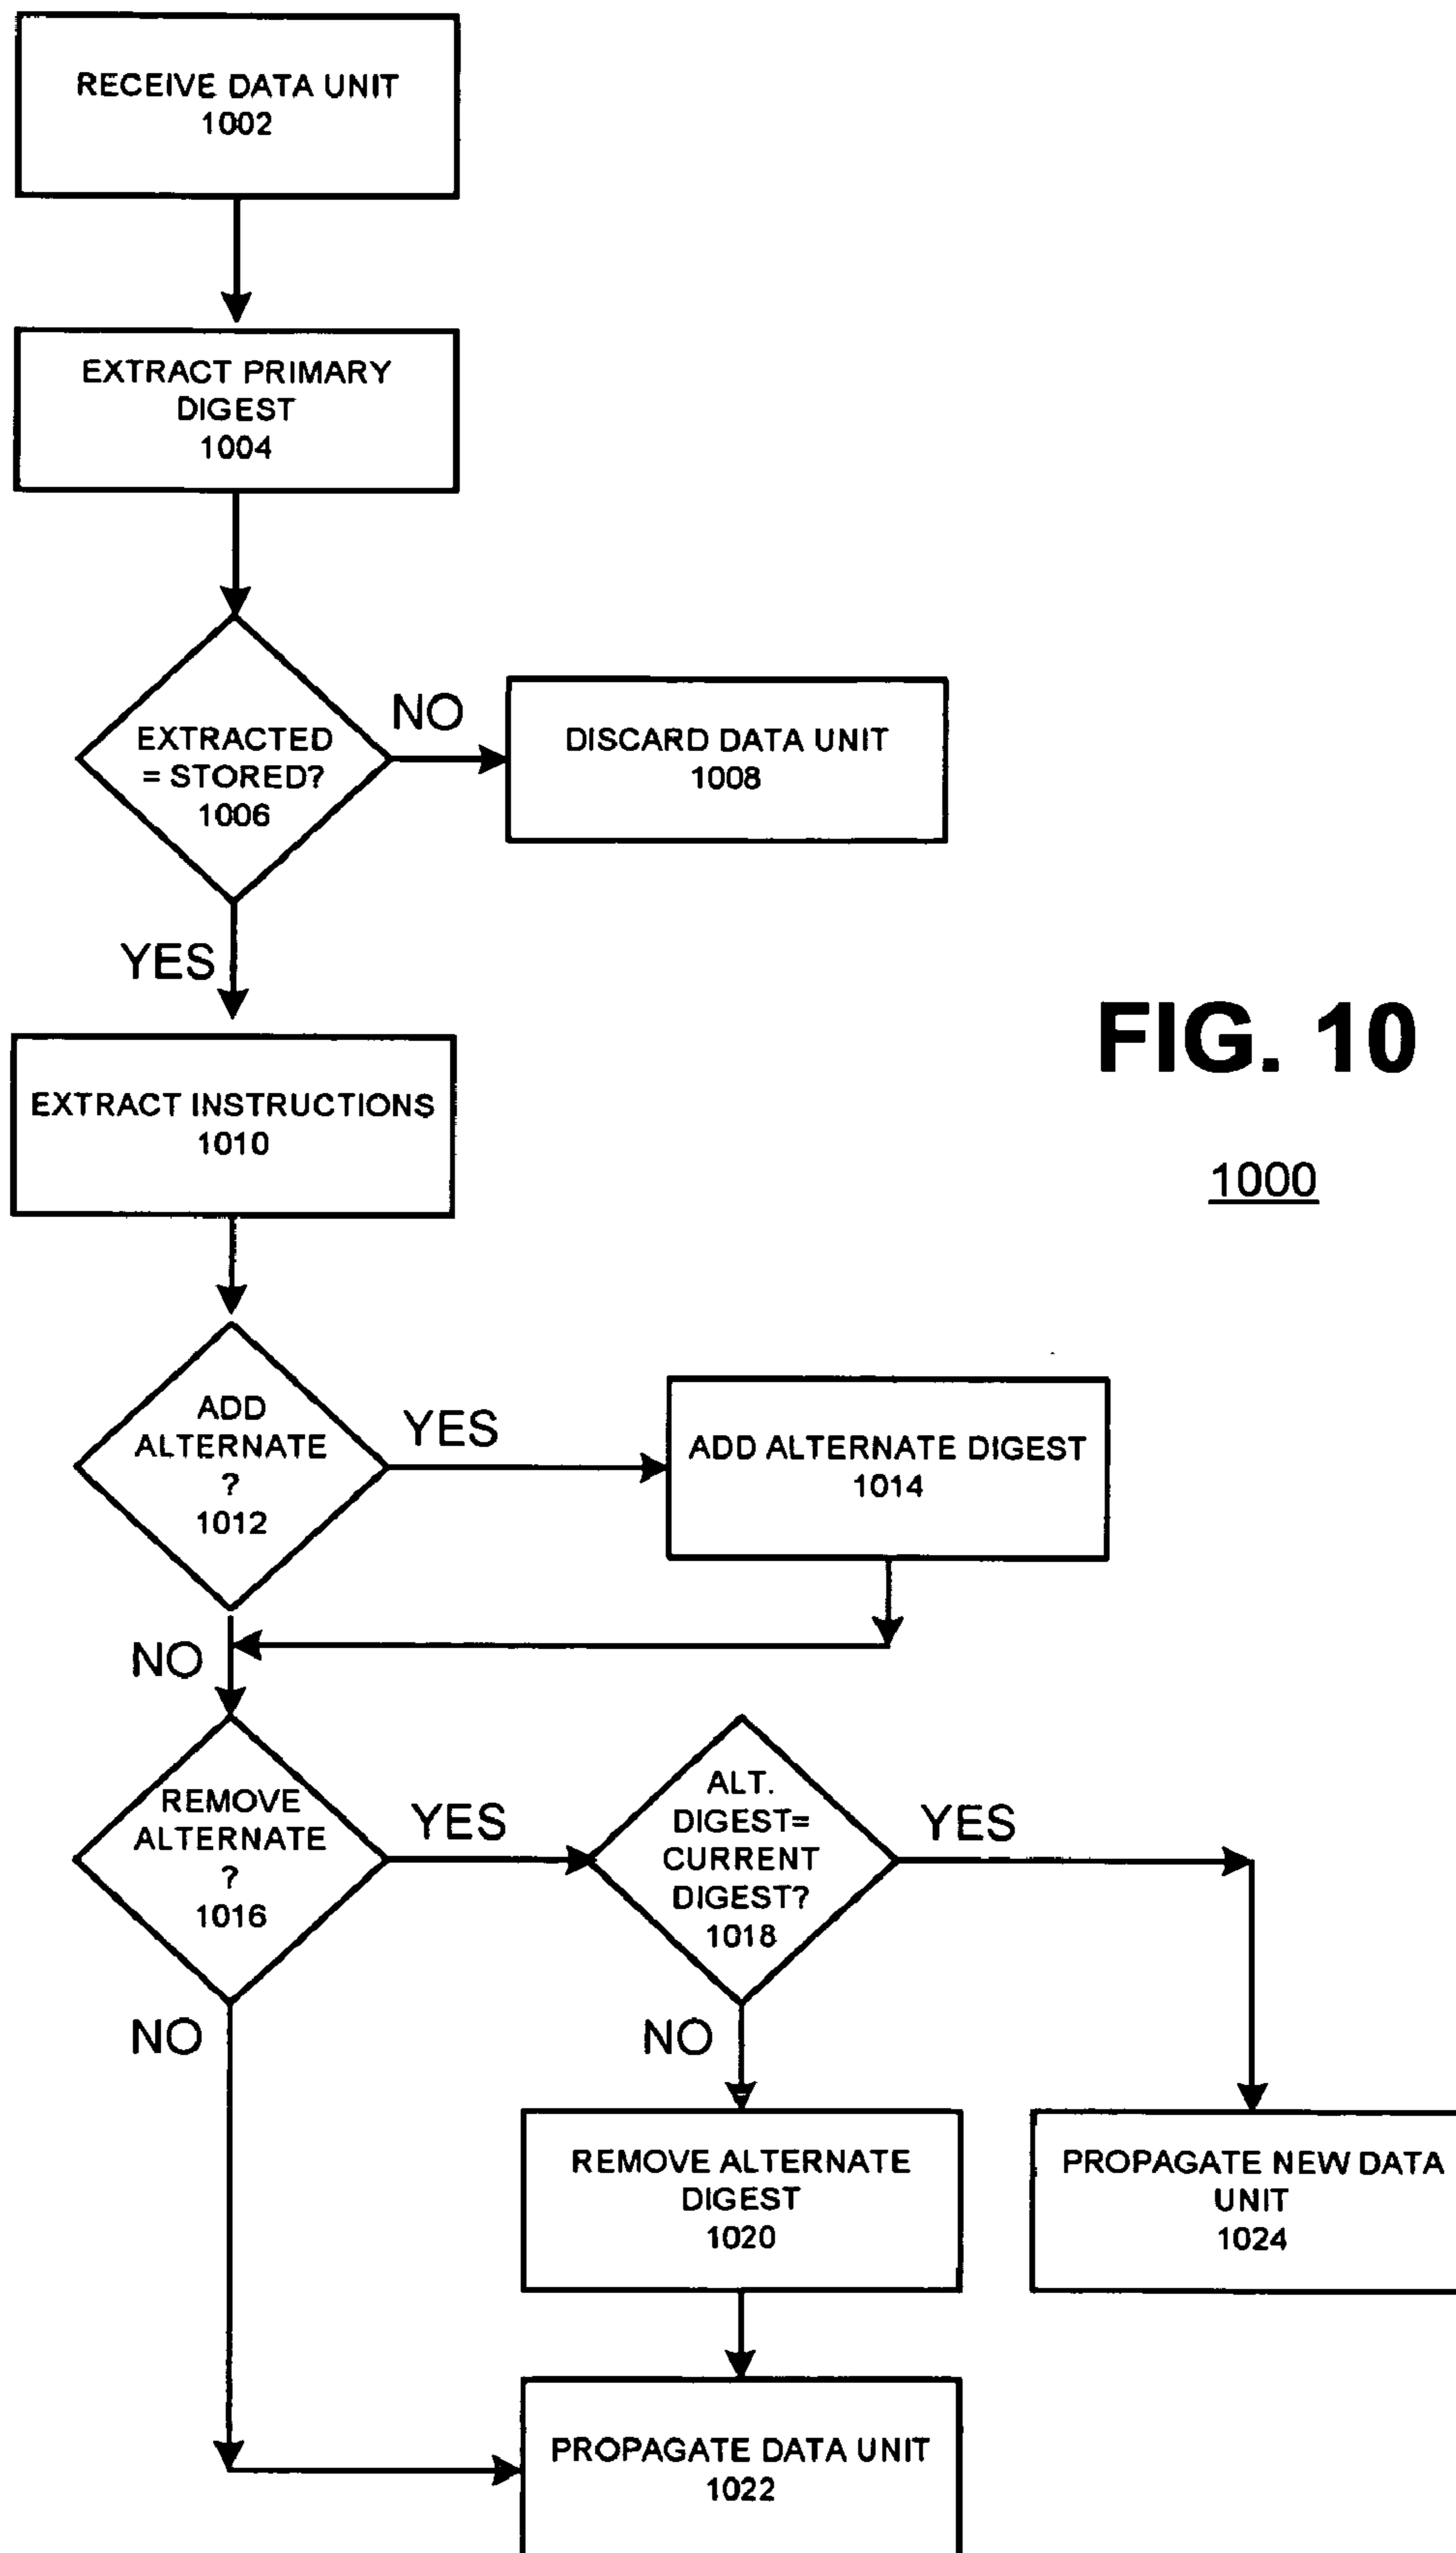 RECEIVE DATA UNIT
1002
EXTRACT PRIMARY
DIGEST
1004
EXTRACTED
= STORED?
1006
NO
DISCARD DATA UNIT
1008
YES
EXTRACT INSTRUCTIONS
1010
FIG. 10
1000
ADD
ALTERNATE
?
1012
YES
ADD ALTERNATE DIGEST
1014
NO
REMOVE
ALTERNATE
?
1016
YES
ALT.
DIGEST=
CURRENT
DIGEST?
1018
YES
NO
NO
REMOVE ALTERNATE
DIGEST
1020
PROPAGATE NEW DATA
UNIT
1024
PROPAGATE DATA UNIT
1022